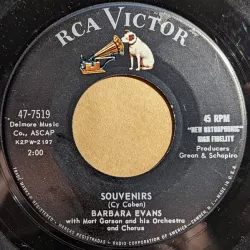 RCA VICTOR
47-7519
Delmore Music
Co., ASCAP
K2PW-2197
2:00
45 RPM
"NEW ORTHOPHONIC"
HIGH FIDELITY
Producers
Green & Schapiro
SOUVENIRS
(Cy Coben)
BARBARA EVANS
with Mort Garson and his Orchestra
and Chorus